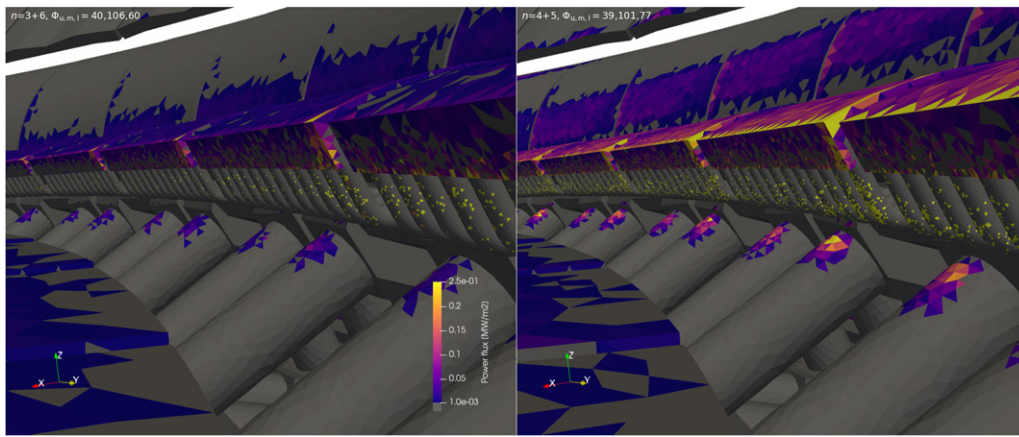 n=3+6, Φu,m,l = 40,106,60
n=4+5, Φu,m,l = 39,101,77
2.5e-01
0.2
0.15
0.1
0.05
1.0e-03
Power flux (MW/m2)
Z
X
Y
Z
X
Y